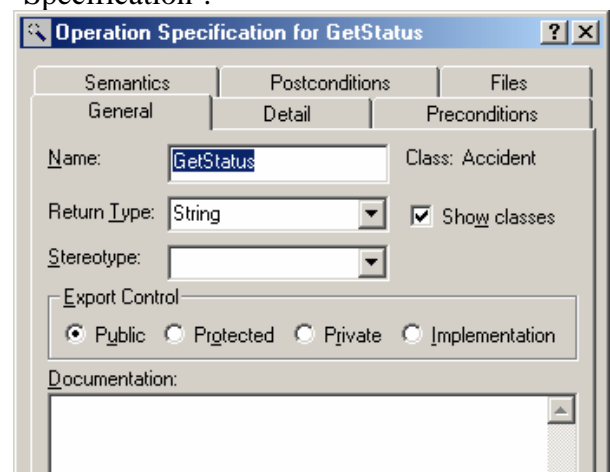 Specification".
Operation Specification for GetStatus
Semantics Postconditions Files
General Detail Preconditions
Name: GetStatus Class: Accident
Return Type: String Show classes
Stereotype:
Export Control
Public Protected Private Implementation
Documentation: